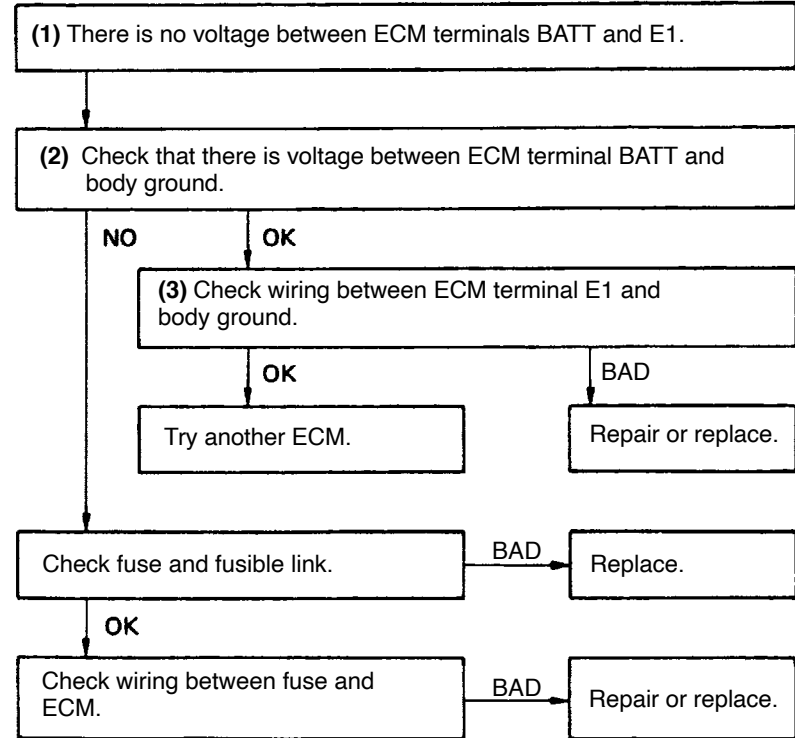 (1) There is no voltage between ECM terminals BATT and E1.
(2) Check that there is voltage between ECM terminal BATT and
body ground.
NO
OK
(3) Check wiring between ECM terminal E1 and
body ground.
OK
BAD
Try another ECM.
Repair or replace.
Check fuse and fusible link.
BAD
Replace.
OK
Check wiring between fuse and
ECM.
BAD
Repair or replace.